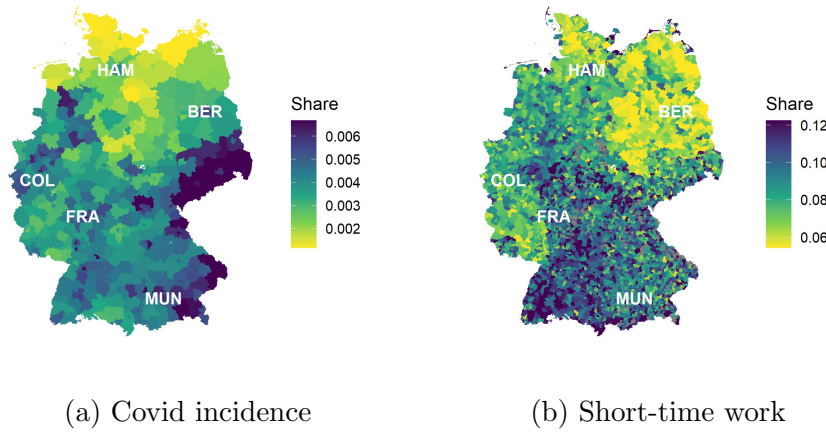 HAM
BER
COL
FRA
MUN
Share
0.006
0.005
0.004
0.003
0.002
(a) Covid incidence
HAM
BER
COL
FRA
MUN
Share
0.12
0.10
0.08
0.06
(b) Short-time work